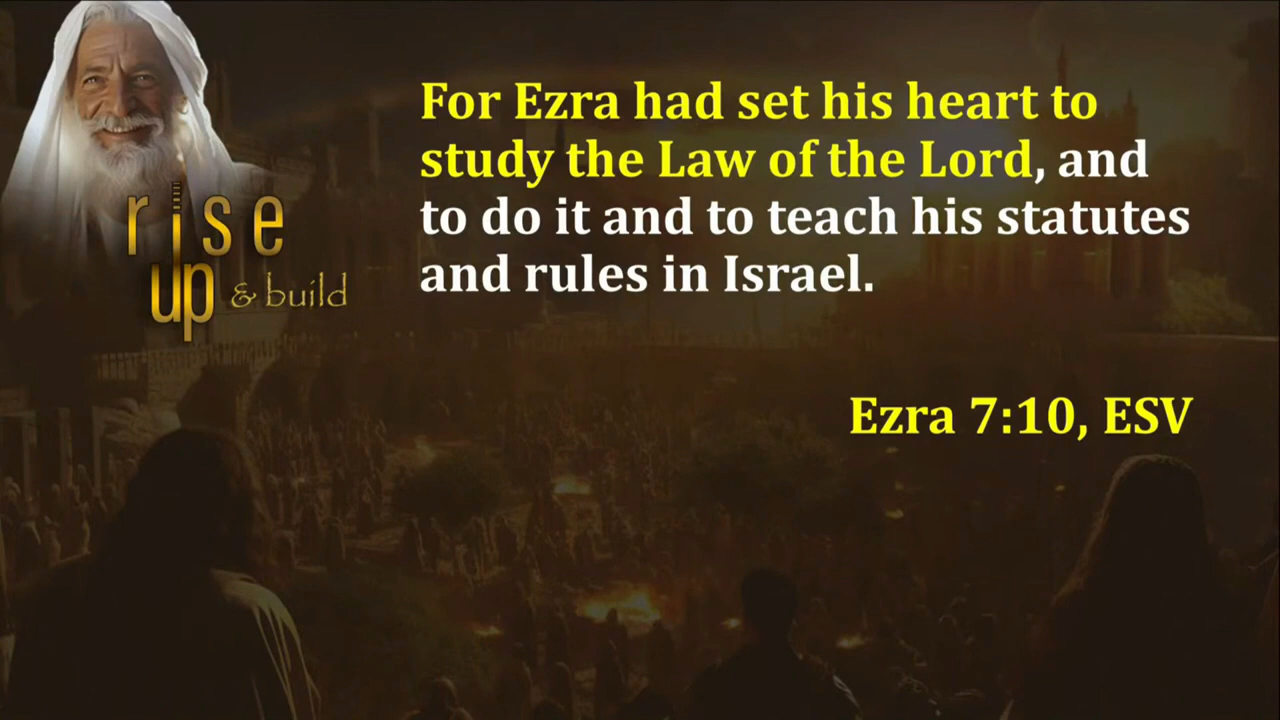 rise
up & build
For Ezra had set his heart to
study the Law of the Lord, and
to do it and to teach his statutes
and rules in Israel.
Ezra 7:10, ESV